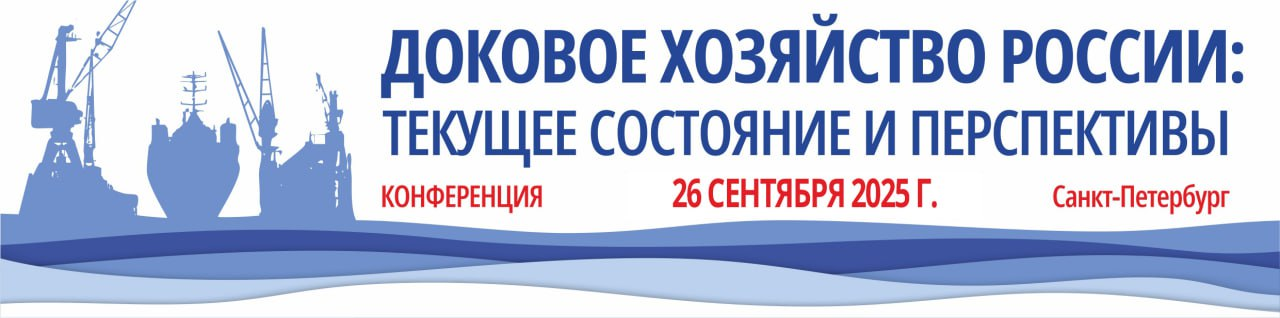 ДОКОВОЕ ХОЗЯЙСТВО РОССИИ:
ТЕКУЩЕЕ СОСТОЯНИЕ И ПЕРСПЕКТИВЫ
КОНФЕРЕНЦИЯ 26 СЕНТЯБРЯ 2025 Г. Санкт-Петербург